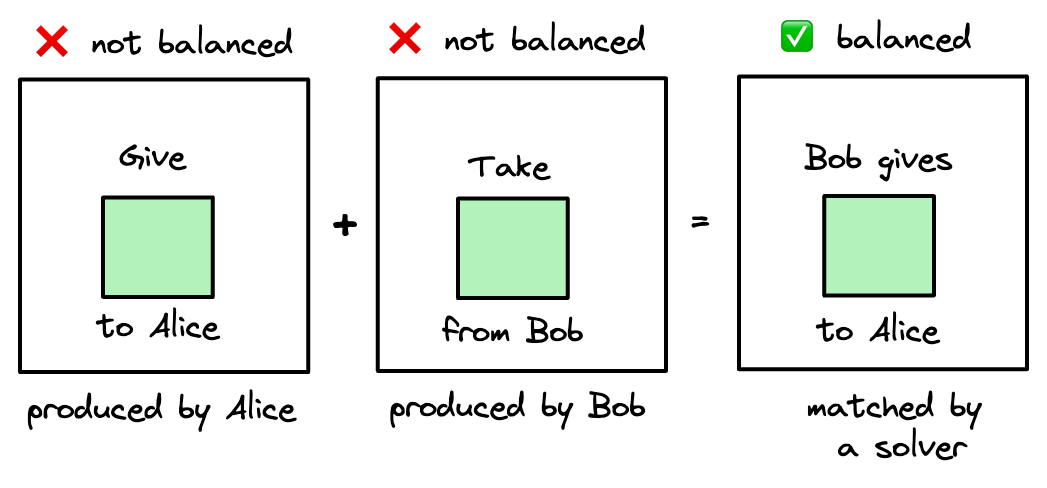 ❌ not balanced
Give
to Alice
produced by Alice
+
❌ not balanced
Take
from Bob
produced by Bob
=
✅ balanced
Bob gives
to Alice
matched by
a solver